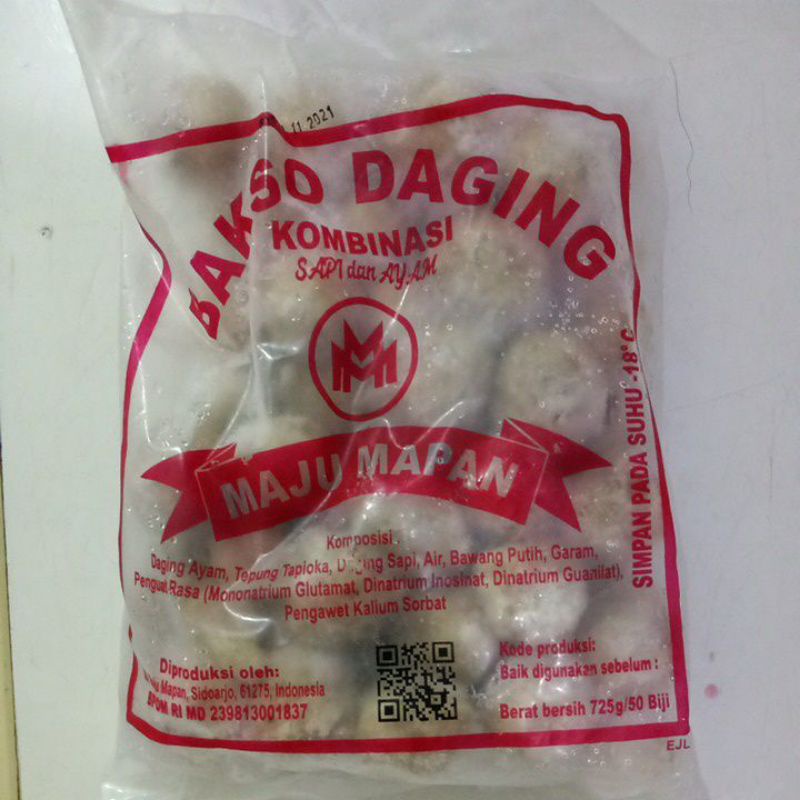 11 2021
BAKSO DAGING
KOMBINASI
SAPI dan AYAM
MM
MAJU MAPAN
SIMPAN PADA SUHU -18°C
Komposisi
Daging Ayam, Tepung Tapioka, Daging Sapi, Air, Bawang Putih, Garam,
Penguat Rasa (Mononatrium Glutamat, Dinatrium Inosinat, Dinatrium Guanilat),
Pengawet Kalium Sorbat
Diproduksi oleh:
Mapan, Sidoarjo, 61275, Indonesia
BPOM RI MD 239813001837
Kode produksi:
Baik digunakan sebelum :
Berat bersih 725g/50 Biji
EJL